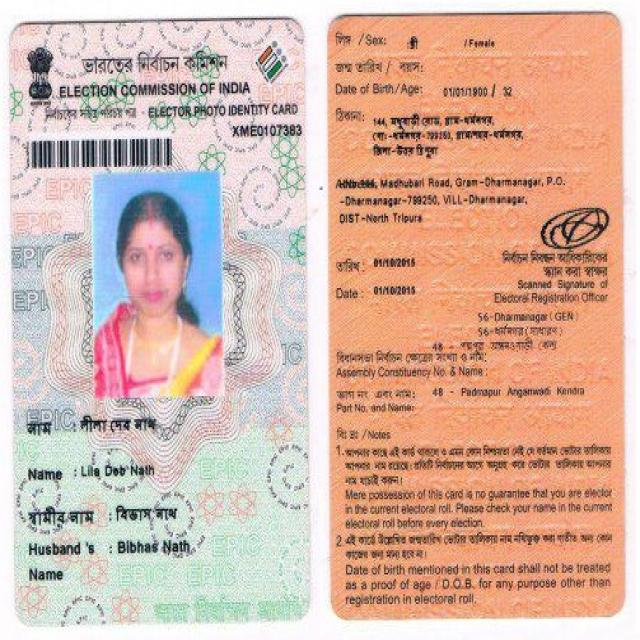 ভারতের নির্বাচন কমিশন
ELECTION COMMISSION OF INDIA
নির্বাচকের সচিত্র পরিচয় পত্র - ELECTOR PHOTO IDENTITY CARD
XME0107383
নাম : লীলা দেব নাথ
Name : Lila Deb Nath
স্বামীর নাম : বিভাস নাথ
Husband 's : Bibhas Nath
Name
লিঙ্গ /Sex: স্ত্রী / Female
জন্ম তারিখ / বয়স:
Date of Birth/Age: 01/01/1900 / 32
ঠিকানা: 144, মধুবাড়ী রোড, গ্রাম-ধর্মনগর,
পো:-ধর্মনগর-799250, গ্রাম/শহর-ধর্মনগর,
জিলা-উত্তর ত্রিপুরা
Madhubari Road, Gram-Dharmanagar, P.O.
-Dharmanagar-799250, VILL-Dharmanagar,
DIST-North Tripura
তারিখ : 01/10/2015
Date : 01/10/2015
নির্বাচন নিবন্ধন আধিকারিকের
স্ক্যান করা স্বাক্ষর
Scanned Signature of
Electoral Registration Officer
56-Dharmanagar(GEN)
56-ধর্মনগর(সাধারণ)
48 - পদ্মপুর অঙ্গনওয়াড়ী কেন্দ্র
বিধানসভা নির্বাচন ক্ষেত্রের সংখ্যা ও নাম:
Assembly Constituency No. & Name :
ভাগ নং এবং নাম: 48 - Padmapur Anganwadi Kendra
Part No. and Name:
বি: দ্র: /Notes
1. আপনার কাছে এই কার্ড থাকলে ও এমন কোন নিশ্চয়তা নেই যে বর্তমান ভোটার তালিকায়
আপনার নাম রয়েছে। প্রতিটি নির্বাচনের আগে অনুগ্রহ করে ভোটার তালিকায় আপনার
নাম যাচাই করুন।
Mere possession of this card is no guarantee that you are elector
in the current electoral roll. Please check your name in the current
electoral roll before every election.
2 এই কার্ডে উল্লেখিত জন্মতারিখ ভোটার তালিকায় নাম নথিভুক্ত করা ব্যতীত অন্য কোন
কাজের জন্য মান্য হবে না।
Date of birth mentioned in this card shall not be treated
as a proof of age / D.O.B. for any purpose other than
registration in electoral roll.